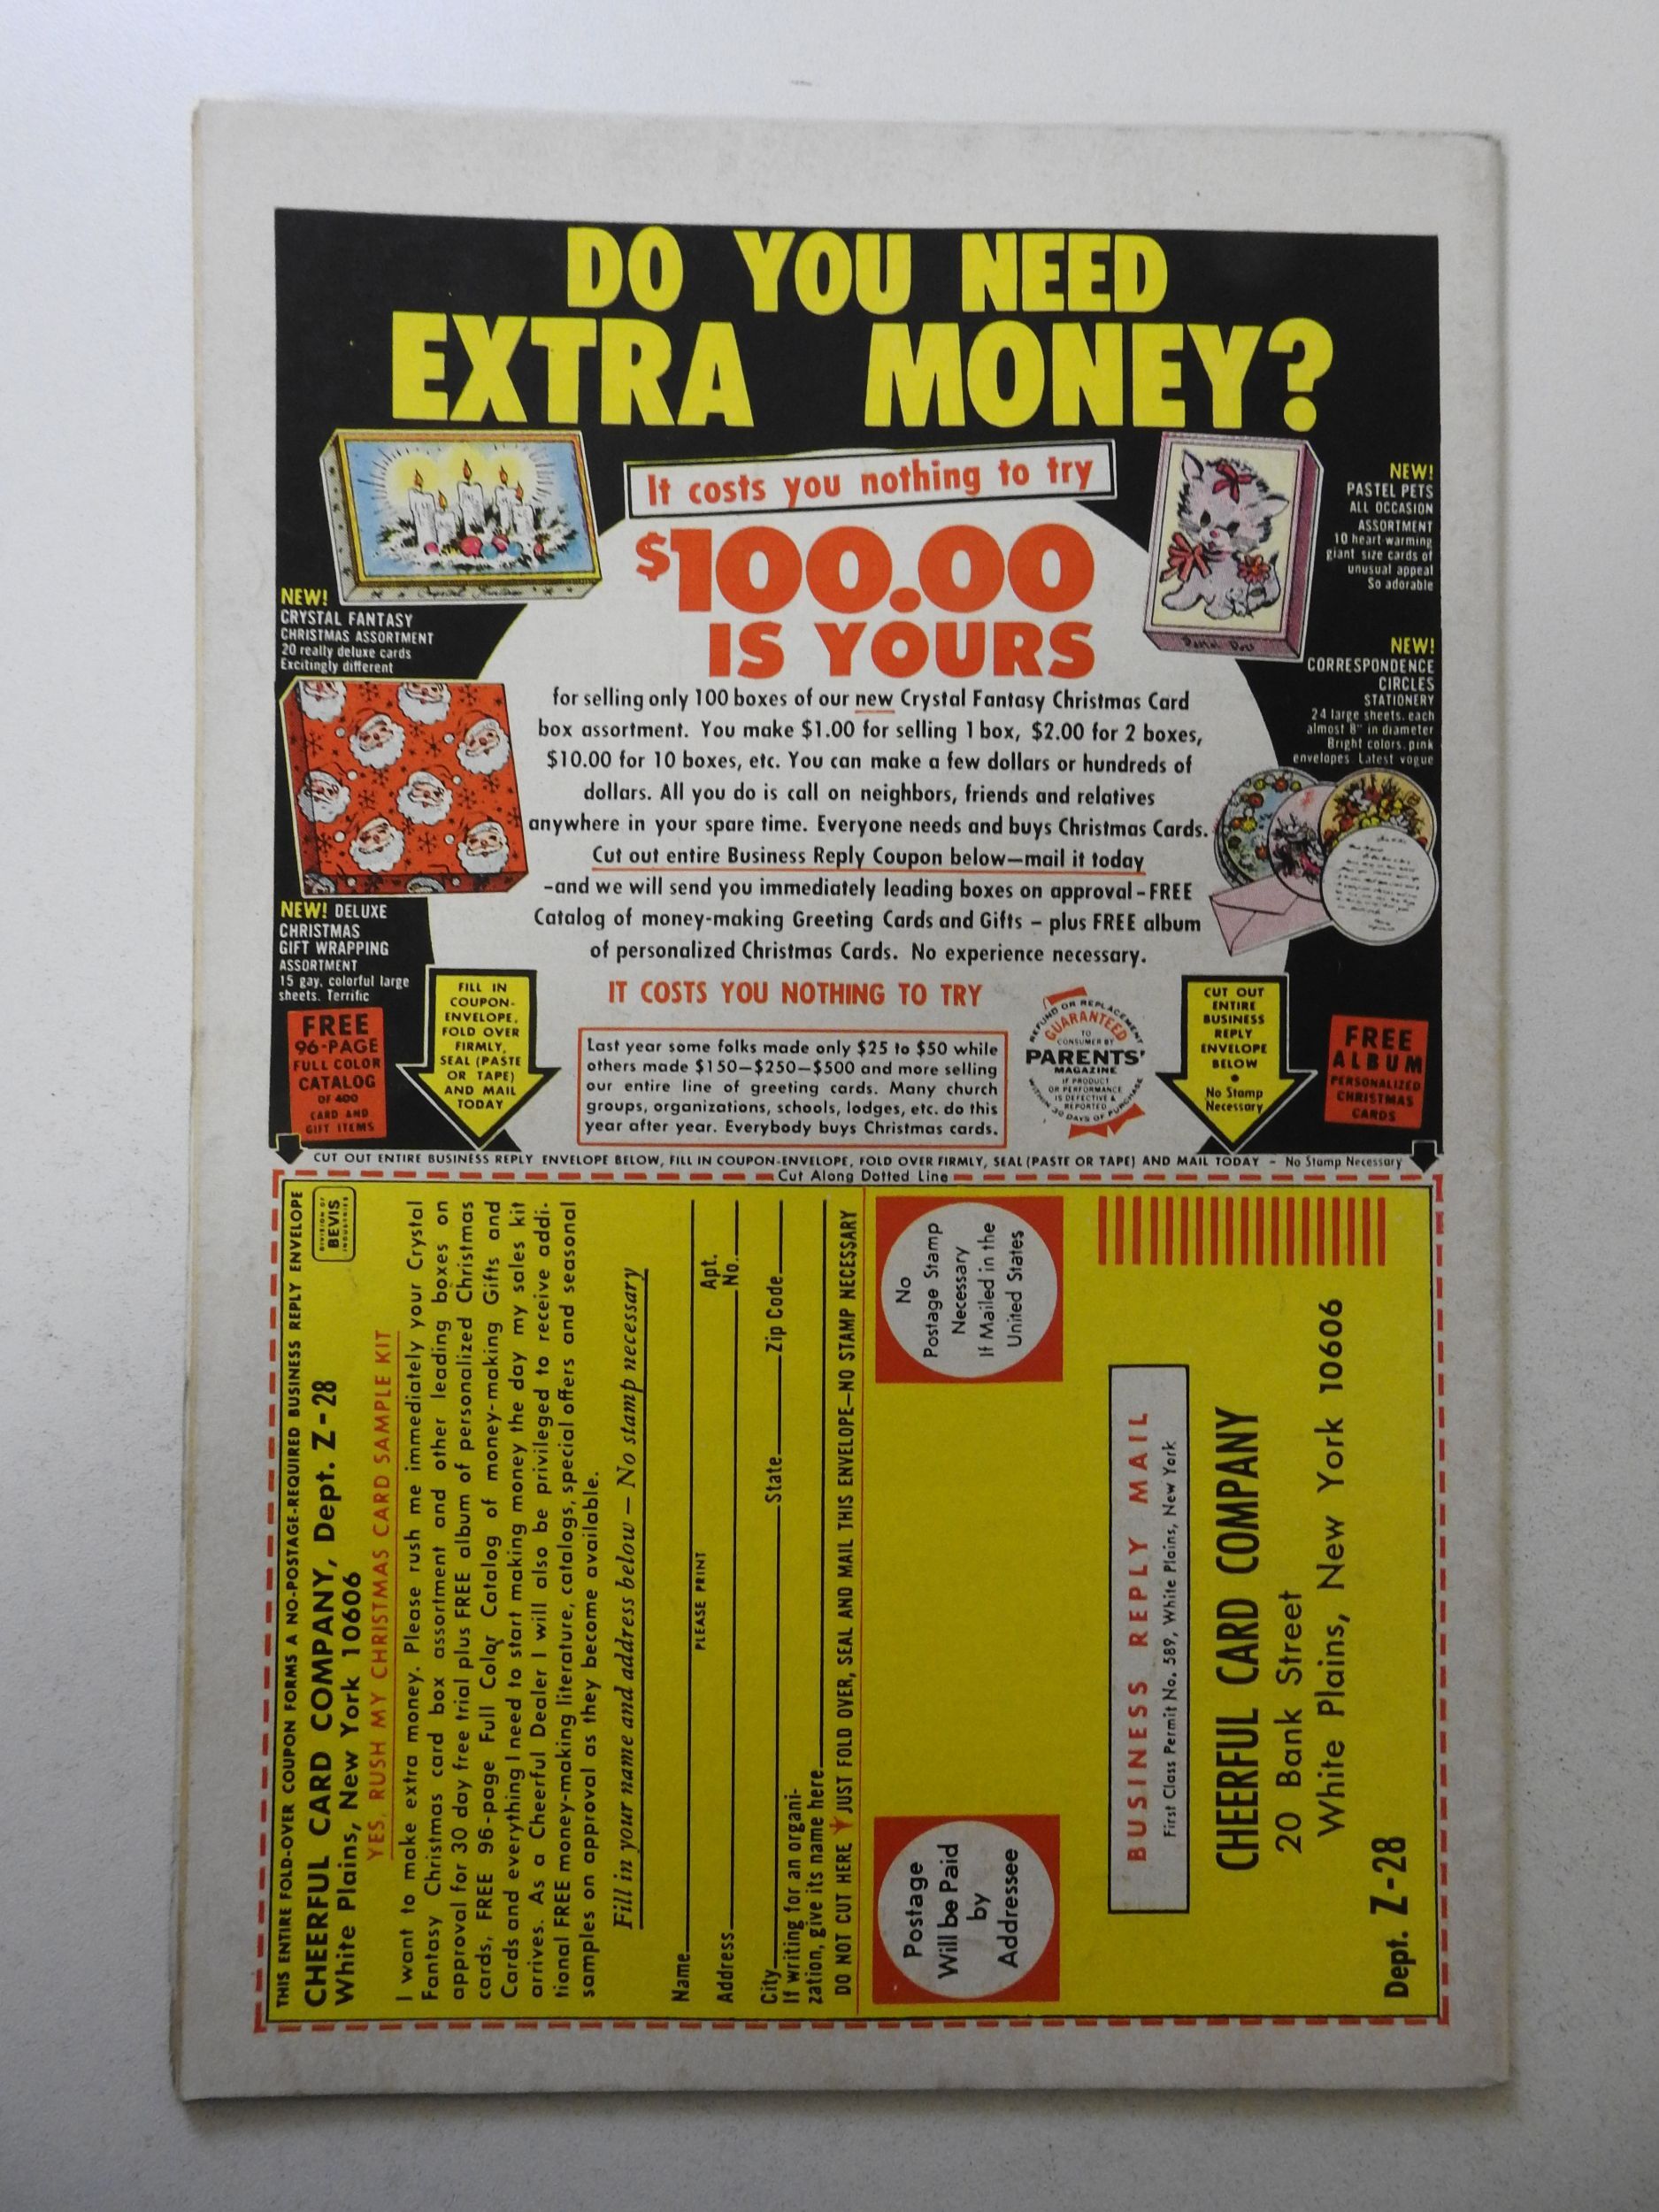 DO YOU NEED
EXTRA MONEY?
It costs you nothing to try
$100.00
IS YOURS
for selling only 100 boxes of our new Crystal Fantasy Christmas Card
box assortment. You make $1.00 for selling 1 box, $2.00 for 2 boxes,
$10.00 for 10 boxes, etc. You can make a few dollars or hundreds of
dollars. All you do is call on neighbors, friends and relatives
anywhere in your spare time. Everyone needs and buys Christmas Cards.
Cut out entire Business Reply Coupon below—mail it today
-and we will send you immediately leading boxes on approval-FREE
Catalog of money-making Greeting Cards and Gifts - plus FREE album
of personalized Christmas Cards. No experience necessary.
IT COSTS YOU NOTHING TO TRY
Last year some folks made only $25 to $50 while
others made $150—$250—$500 and more selling
our entire line of greeting cards. Many church
groups, organizations, schools, lodges, etc. do this
year after year. Everybody buys Christmas cards.
a Crystal Fantasy
NEW!
CRYSTAL FANTASY
CHRISTMAS ASSORTMENT
20 really deluxe cards
Excitingly different
NEW! DELUXE
CHRISTMAS
GIFT WRAPPING
ASSORTMENT
15 gay, colorful large
sheets. Terrific
FREE
96-PAGE
FULL COLOR
CATALOG
OF 400
CARD AND
GIFT ITEMS
FILL IN
COUPON-
ENVELOPE,
FOLD OVER
FIRMLY,
SEAL (PASTE
OR TAPE)
AND MAIL
TODAY
Pastel Pets
NEW!
PASTEL PETS
ALL OCCASION
ASSORTMENT
10 heart-warming
giant size cards of
unusual appeal
So adorable
NEW!
CORRESPONDENCE
CIRCLES
STATIONERY
24 large sheets, each
almost 8" in diameter
Bright colors, pink
envelopes. Latest vogue
REFUND OR REPLACEMENT
GUARANTEED
TO
CONSUMER BY
PARENTS'
MAGAZINE
IF PRODUCT
OR PERFORMANCE
IS DEFECTIVE &
REPORTED
WITHIN 30 DAYS OF PURCHASE
CUT OUT
ENTIRE
BUSINESS
REPLY
ENVELOPE
BELOW
•
No Stamp
Necessary
FREE
ALBUM
PERSONALIZED
CHRISTMAS
CARDS
CUT OUT ENTIRE BUSINESS REPLY ENVELOPE BELOW, FILL IN COUPON-ENVELOPE, FOLD OVER FIRMLY, SEAL (PASTE OR TAPE) AND MAIL TODAY - No Stamp Necessary
Cut Along Dotted Line
THIS ENTIRE FOLD-OVER COUPON FORMS A NO-POSTAGE-REQUIRED BUSINESS REPLY ENVELOPE
CHEERFUL CARD COMPANY, Dept. Z-28
White Plains, New York 10606
DIVISION OF
BEVIS
INDUSTRIES
YES, RUSH MY CHRISTMAS CARD SAMPLE KIT
I want to make extra money. Please rush me immediately your Crystal
Fantasy Christmas card box assortment and other leading boxes on
approval for 30 day free trial plus FREE album of personalized Christmas
cards, FREE 96-page Full Color Catalog of money-making Gifts and
Cards and everything I need to start making money the day my sales kit
arrives. As a Cheerful Dealer I will also be privileged to receive addi-
tional FREE money-making literature, catalogs, special offers and seasonal
samples on approval as they become available.
Fill in your name and address below — No stamp necessary
Name
PLEASE PRINT
Address Apt. No.
City State Zip Code
If writing for an organi-
zation, give its name here
DO NOT CUT HERE JUST FOLD OVER, SEAL AND MAIL THIS ENVELOPE—NO STAMP NECESSARY
Postage
Will be Paid
by
Addressee
No
Postage Stamp
Necessary
If Mailed in the
United States
BUSINESS REPLY MAIL
First Class Permit No. 589, White Plains, New York
CHEERFUL CARD COMPANY
20 Bank Street
White Plains, New York 10606
Dept. Z-28